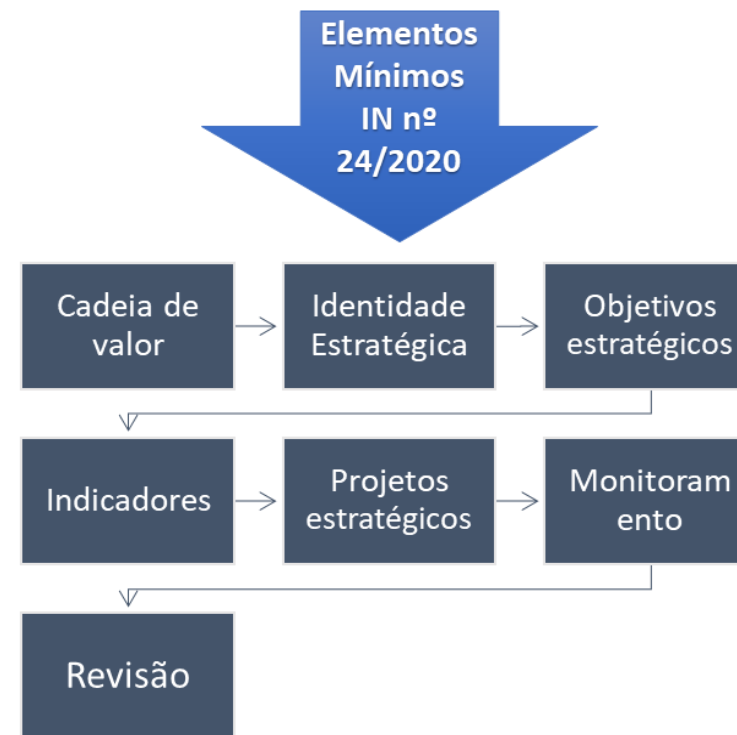 Elementos
Mínimos
IN nº
24/2020
Cadeia de
valor
Identidade
Estratégica
Objetivos
estratégicos
Indicadores
Projetos
estratégicos
Monitoram
ento
Revisão